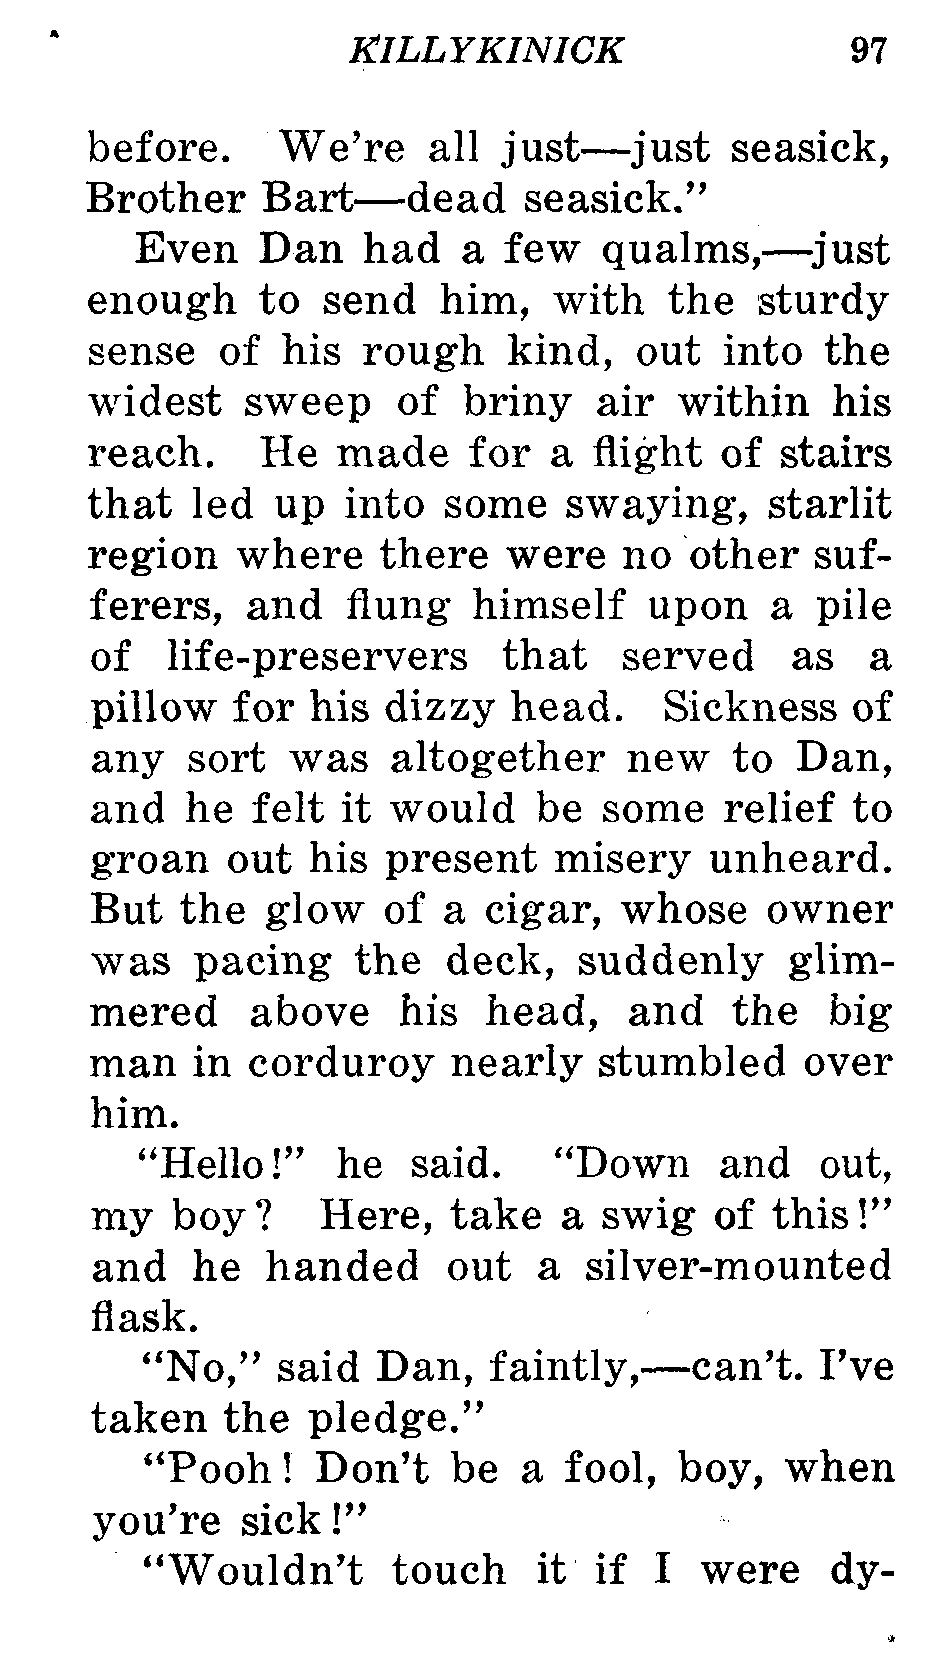 KILLYKINICK 97
before. We're all just—just seasick,
Brother Bart—dead seasick."
Even Dan had a few qualms,—just
enough to send him, with the sturdy
sense of his rough kind, out into the
widest sweep of briny air within his
reach. He made for a flight of stairs
that led up into some swaying, starlit
region where there were no other suf-
ferers, and flung himself upon a pile
of life-preservers that served as a
pillow for his dizzy head. Sickness of
any sort was altogether new to Dan,
and he felt it would be some relief to
groan out his present misery unheard.
But the glow of a cigar, whose owner
was pacing the deck, suddenly glim-
mered above his head, and the big
man in corduroy nearly stumbled over
him.
"Hello!" he said. "Down and out,
my boy? Here, take a swig of this!"
and he handed out a silver-mounted
flask.
"No," said Dan, faintly,—can't. I've
taken the pledge."
"Pooh! Don't be a fool, boy, when
you're sick!"
"Wouldn't touch it if I were dy-